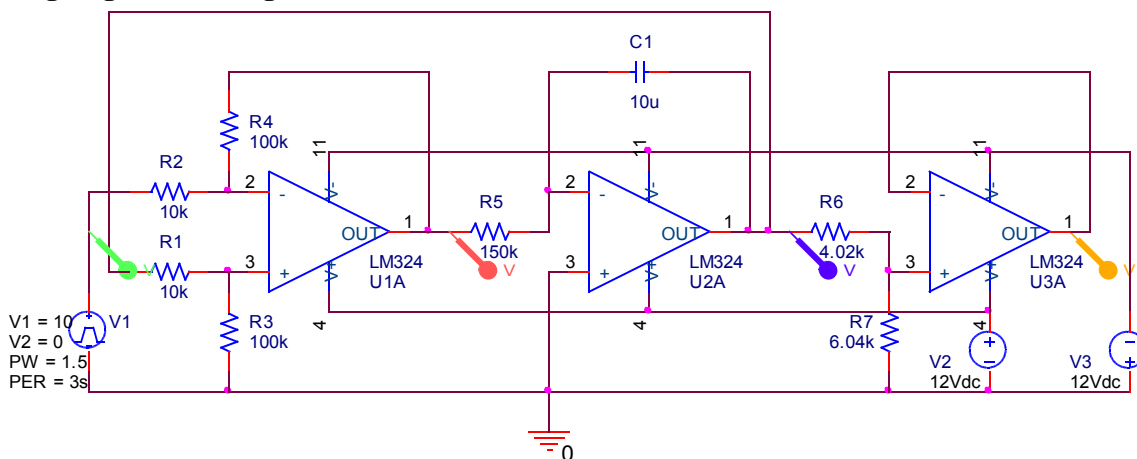 C1
10u
R4
100k
11
11
11
R2
10k
2
-
V-
OUT
1
R5
150k
2
-
V-
OUT
1
R6
4.02k
2
-
V-
OUT
1
R1
10k
3
+
V+
LM324
U1A
3
+
V+
LM324
U2A
V
3
+
V+
LM324
U3A
V
V
V
V1 = 10
V2 = 0
PW = 1.5
PER = 3s
V1
R3
100k
4
4
R7
6.04k
4
V2
12Vdc
V3
12Vdc
0